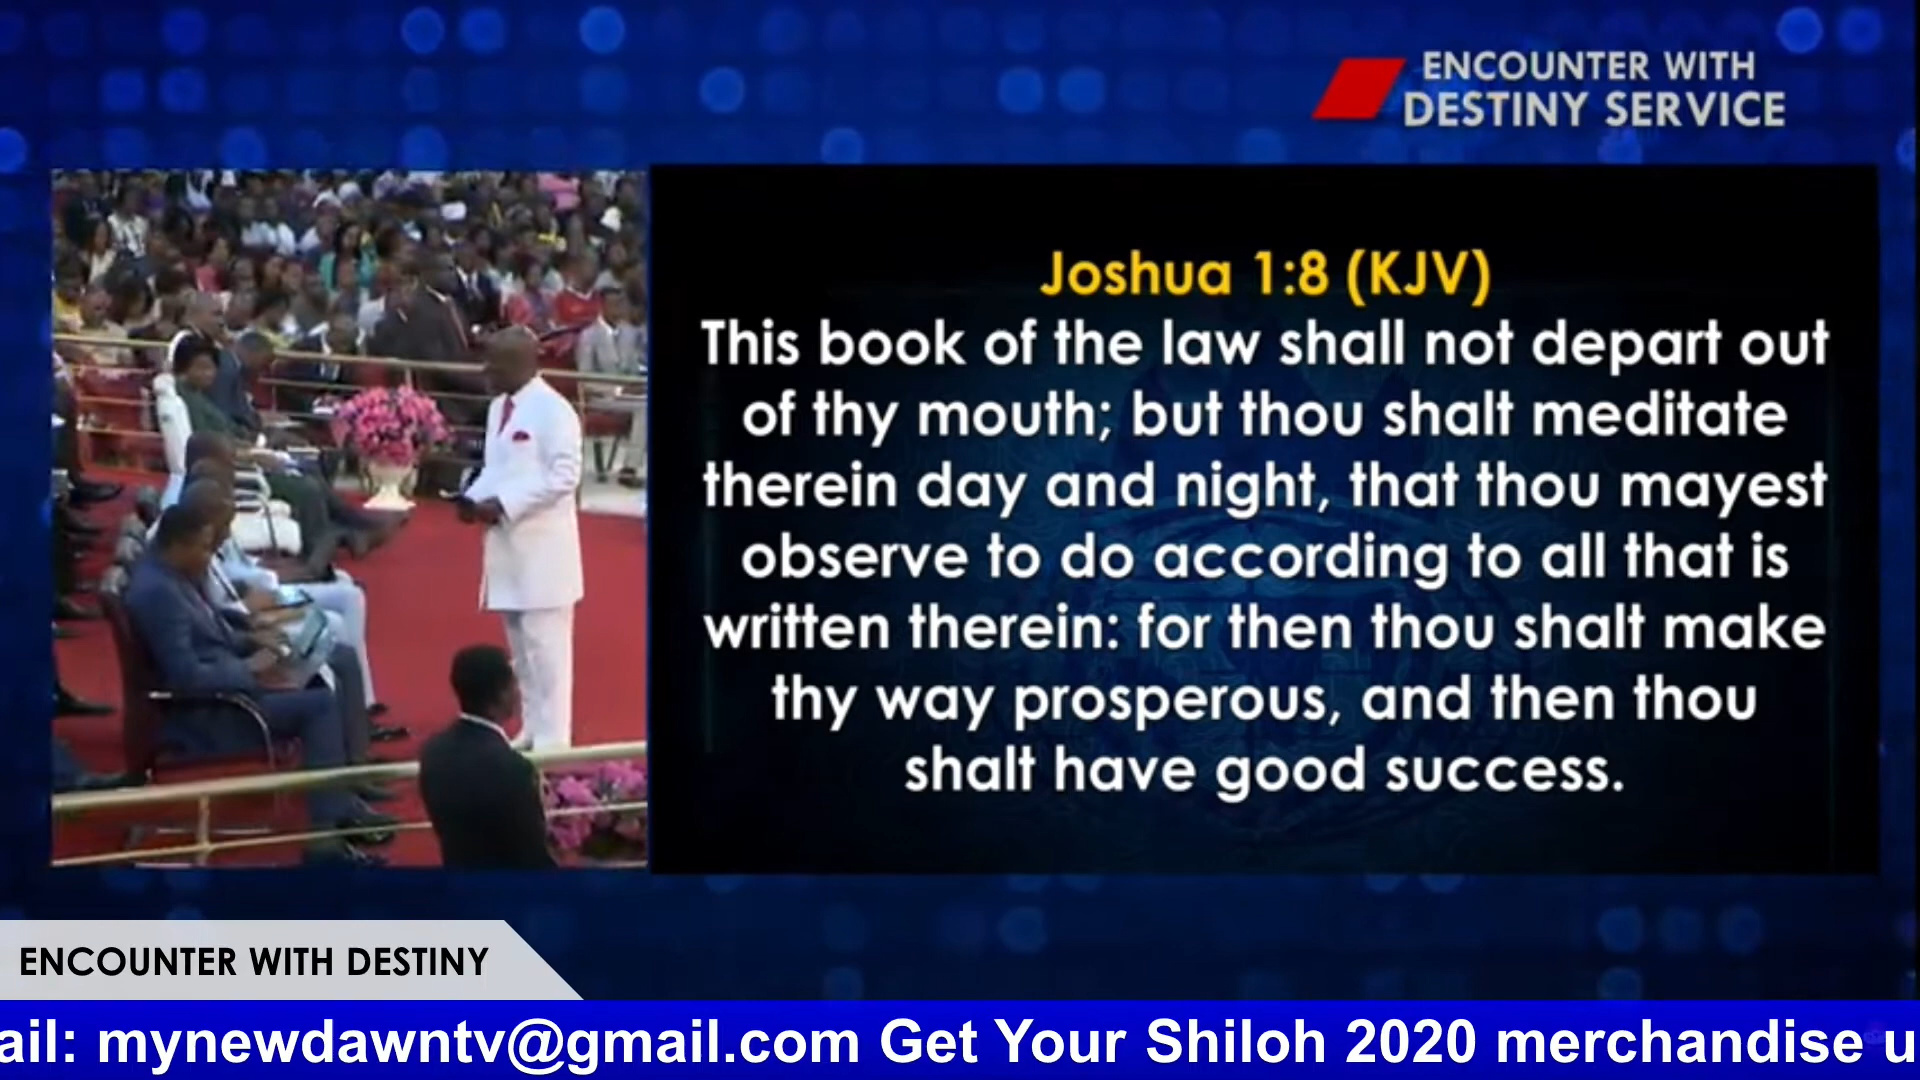 ENCOUNTER WITH
DESTINY SERVICE
Joshua 1:8 (KJV)
This book of the law shall not depart out
of thy mouth; but thou shalt meditate
therein day and night, that thou mayest
observe to do according to all that is
written therein: for then thou shalt make
thy way prosperous, and then thou
shalt have good success.
ENCOUNTER WITH DESTINY
ail: mynewdawntv@gmail.com Get Your Shiloh 2020 merchandise u